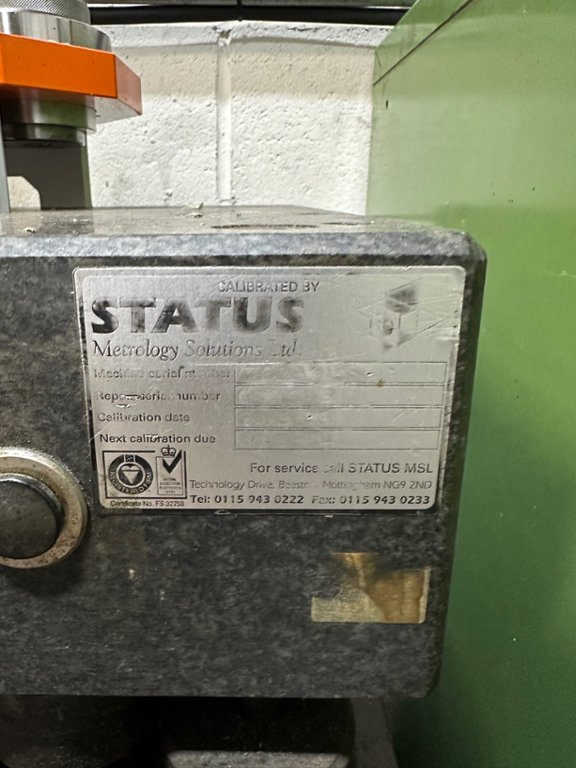 CALIBRATED BY
STATUS
Metrology Solutions Ltd.
Machine serial number
Report serial number
Calibration date
Next calibration due
For service call STATUS MSL
Technology Drive, Beeston, Nottingham NG9 2ND
Tel: 0115 943 0222 Fax: 0115 943 0233
Certificate No. FS 32756